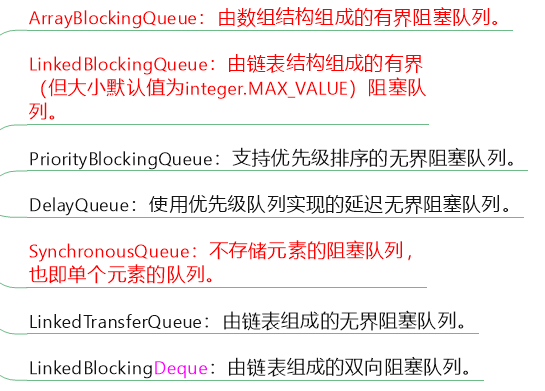 ArrayBlockingQueue：由数组结构组成的有界阻塞队列。
LinkedBlockingQueue：由链表结构组成的有界
（但大小默认值为integer.MAX_VALUE）阻塞队
列。
PriorityBlockingQueue：支持优先级排序的无界阻塞队列。
DelayQueue：使用优先级队列实现的延迟无界阻塞队列。
SynchronousQueue：不存储元素的阻塞队列，
也即单个元素的队列。
LinkedTransferQueue：由链表组成的无界阻塞队列。
LinkedBlockingDeque：由链表组成的双向阻塞队列。